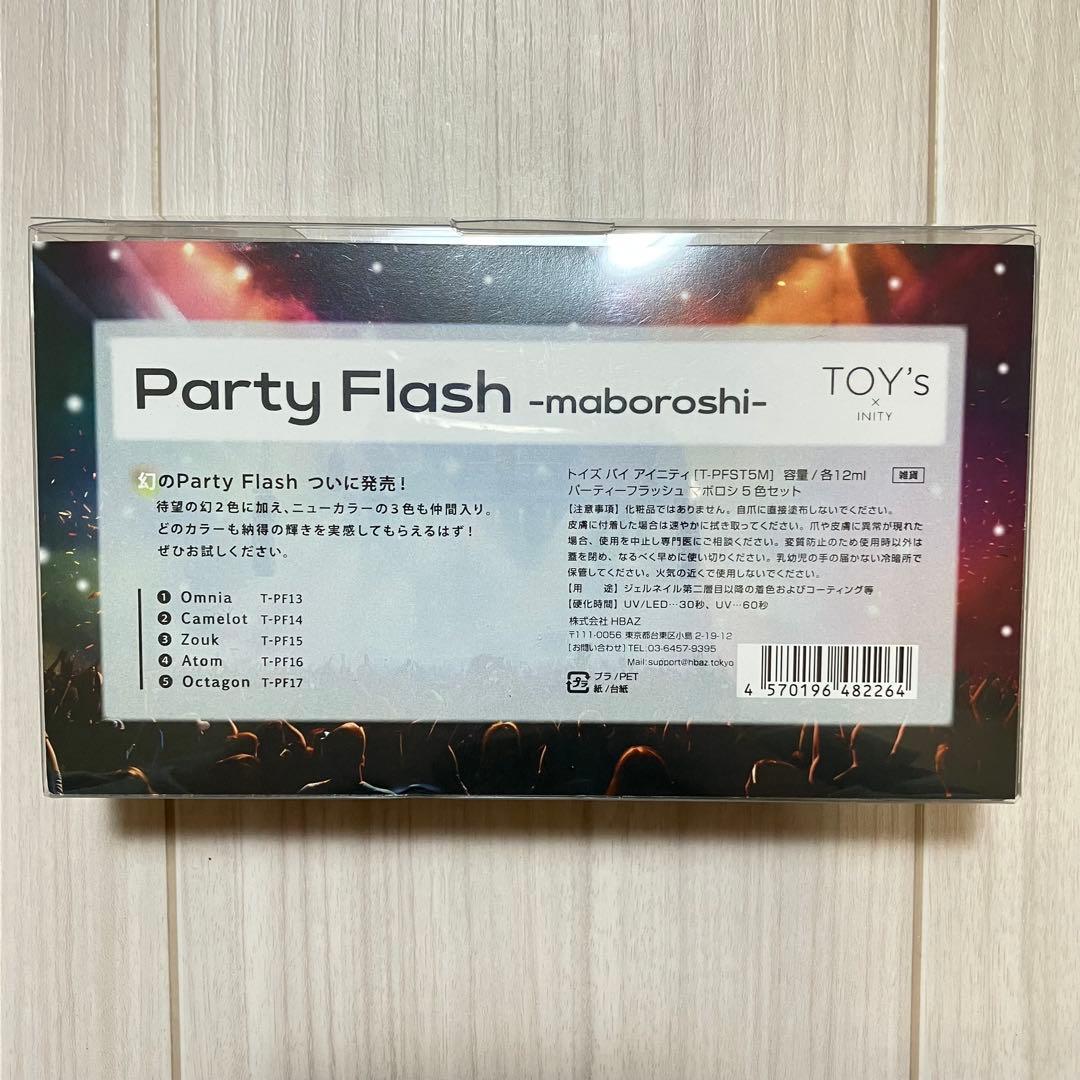 Party Flash -maboroshi-
TOY's
×
INITY
幻のParty Flash ついに発売！
待望の幻２色に加え、ニューカラーの３色も仲間入り。
どのカラーも納得の輝きを実感してもらえるはず！
ぜひお試しください。
❶ Omnia T-PF13
❷ Camelot T-PF14
❸ Zouk T-PF15
❹ Atom T-PF16
❺ Octagon T-PF17
トイズ バイ アイニティ [T-PFST5M] 容量 / 各12ml 雑貨
パーティーフラッシュ マボロシ 5 色セット
【注意事項】化粧品ではありません。自爪に直接塗布しないでください。
皮膚に付着した場合は速やかに拭き取ってください。爪や皮膚に異常が現れた
場合、使用を中止し専門医にご相談ください。変質防止のため使用時以外は
蓋を閉め、なるべく早めに使い切りください。乳幼児の手の届かない冷暗所で
保管してください。火気の近くで使用しないでください。
【用　途】ジェルネイル第二層目以降の着色およびコーティング等
【硬化時間】UV/LED…30秒、UV…60秒
株式会社 HBAZ
〒111-0056 東京都台東区小島 2-19-12
[お問い合わせ] TEL.03-6457-9395
Mail:support@hbaz.tokyo
プラ プラ/PET
紙/台紙
4 570196 482264